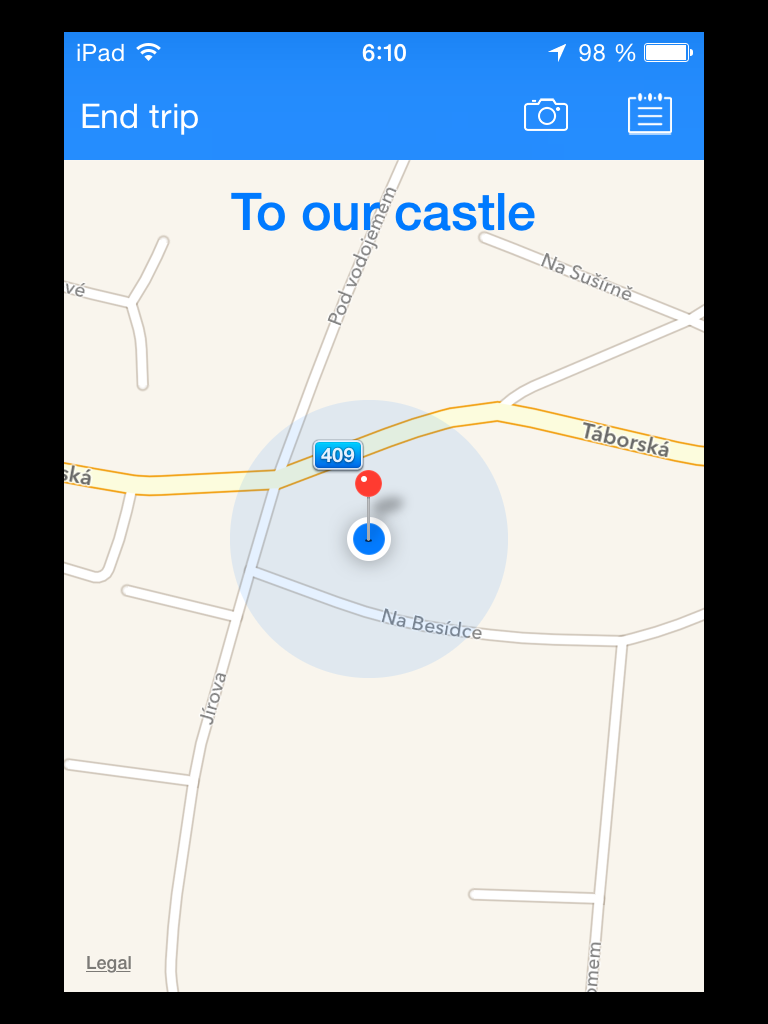 iPad 6:10 98 %
End trip
To our castle
Pod vodojemem
Na Sušírně
vé
409
Táborská
ská
Na Besídce
Jírova
omem
Legal